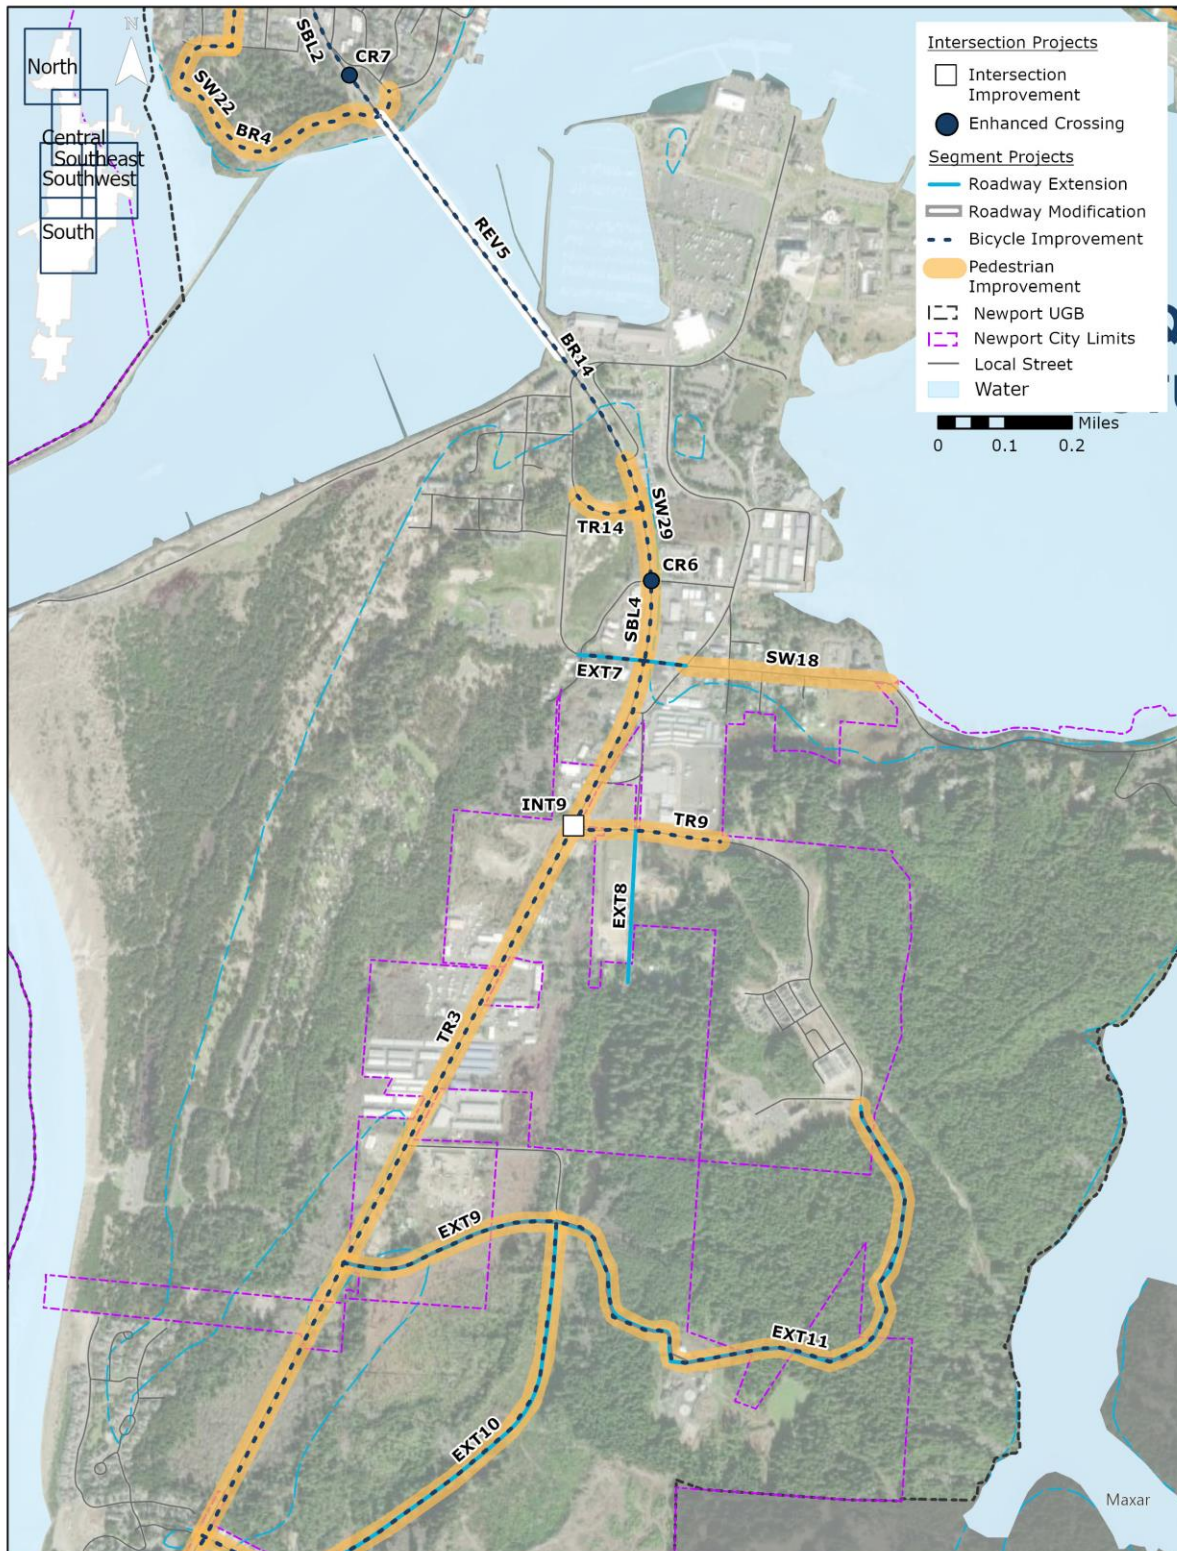 N
North
Central
Southeast
Southwest
South
SBL2
CR7
SW22
BR4
REV5
BR14
Intersection Projects
Intersection
Improvement
Enhanced Crossing
Segment Projects
Roadway Extension
Roadway Modification
Bicycle Improvement
Pedestrian
Improvement
Newport UGB
Newport City Limits
Local Street
Water
Miles
0 0.1 0.2
SW29
TR14
CR6
SBL4
EXT7
SW18
INT9
TR9
EXT8
TR3
EXT9
EXT11
EXT10
Maxar